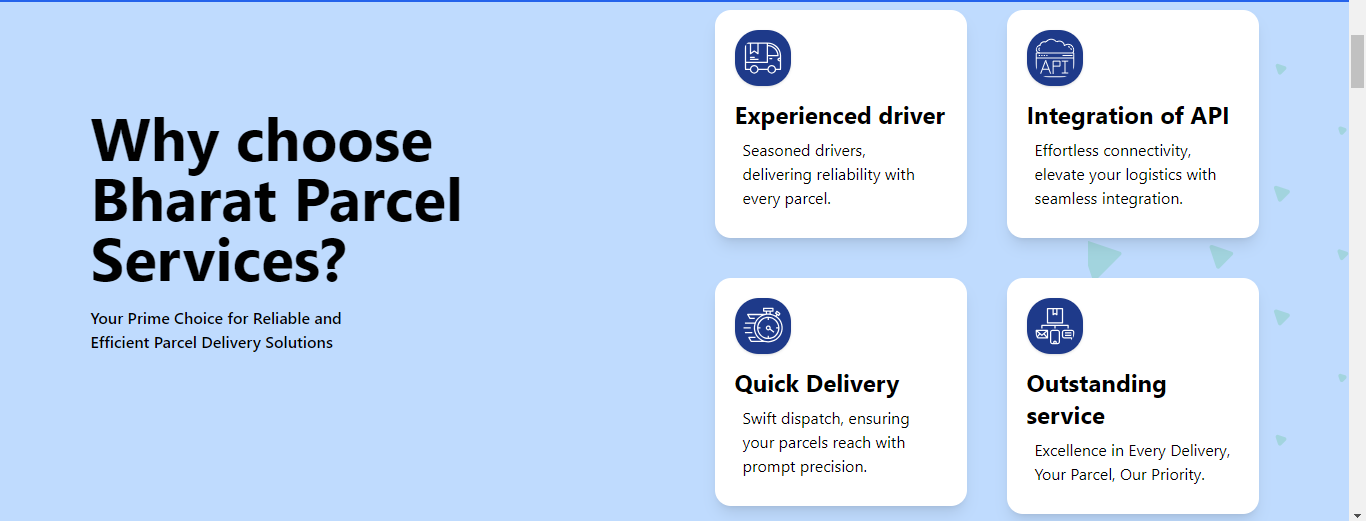 Why choose
Bharat Parcel
Services?
Your Prime Choice for Reliable and
Efficient Parcel Delivery Solutions
Experienced driver
Seasoned drivers,
delivering reliability with
every parcel.
API
Integration of API
Effortless connectivity,
elevate your logistics with
seamless integration.
Quick Delivery
Swift dispatch, ensuring
your parcels reach with
prompt precision.
Outstanding
service
Excellence in Every Delivery,
Your Parcel, Our Priority.